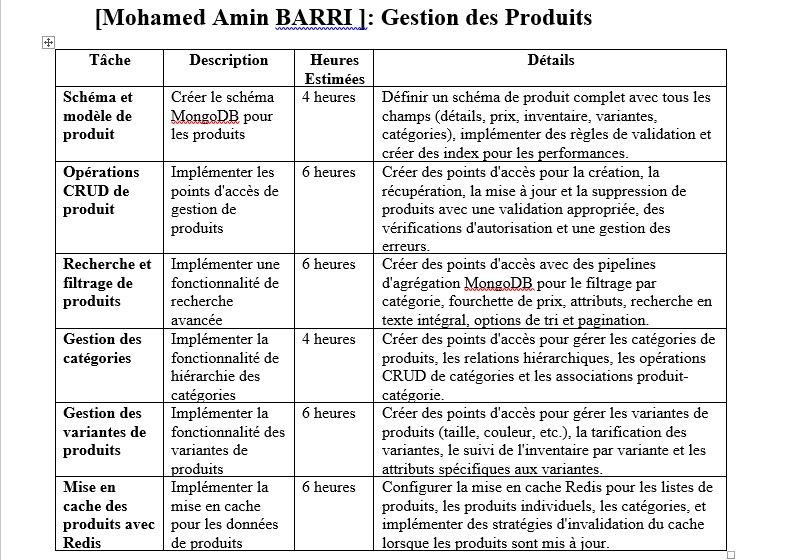 [Mohamed Amin BARRI ]: Gestion des Produits
Tâche Description Heures Estimées Détails
Schéma et modèle de produit
Créer le schéma MongoDB pour les produits
4 heures
Définir un schéma de produit complet avec tous les
champs (détails, prix, inventaire, variantes,
catégories), implémenter des règles de validation et
créer des index pour les performances.
Opérations CRUD de produit
Implémenter les points d'accès de gestion de produits
6 heures
Créer des points d'accès pour la création, la
récupération, la mise à jour et la suppression de
produits avec une validation appropriée, des
vérifications d'autorisation et une gestion des
erreurs.
Recherche et filtrage de produits
Implémenter une fonctionnalité de recherche avancée
6 heures
Créer des points d'accès avec des pipelines
d'agrégation MongoDB pour le filtrage par
catégorie, fourchette de prix, attributs, recherche en
texte intégral, options de tri et pagination.
Gestion des catégories
Implémenter la fonctionnalité de hiérarchie des catégories
4 heures
Créer des points d'accès pour gérer les catégories de
produits, les relations hiérarchiques, les opérations
CRUD de catégories et les associations produit-
catégorie.
Gestion des variantes de produits
Implémenter la fonctionnalité des variantes de produits
6 heures
Créer des points d'accès pour gérer les variantes de
produits (taille, couleur, etc.), la tarification des
variantes, le suivi de l'inventaire par variante et les
attributs spécifiques aux variantes.
Mise en cache des produits avec Redis
Implémenter la mise en cache pour les données de produits
6 heures
Configurer la mise en cache Redis pour les listes de
produits, les produits individuels, les catégories, et
implémenter des stratégies d'invalidation du cache
lorsque les produits sont mis à jour.